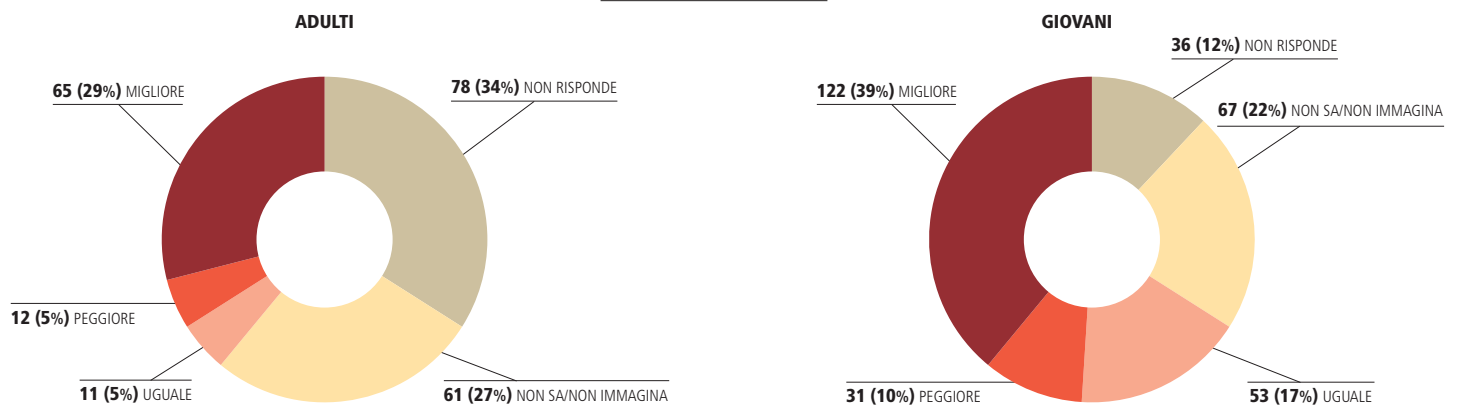 ADULTI
65 (29%) MIGLIORE
78 (34%) NON RISPONDE
12 (5%) PEGGIORE
11 (5%) UGUALE
61 (27%) NON SA/NON IMMAGINA
GIOVANI
36 (12%) NON RISPONDE
122 (39%) MIGLIORE
67 (22%) NON SA/NON IMMAGINA
31 (10%) PEGGIORE
53 (17%) UGUALE